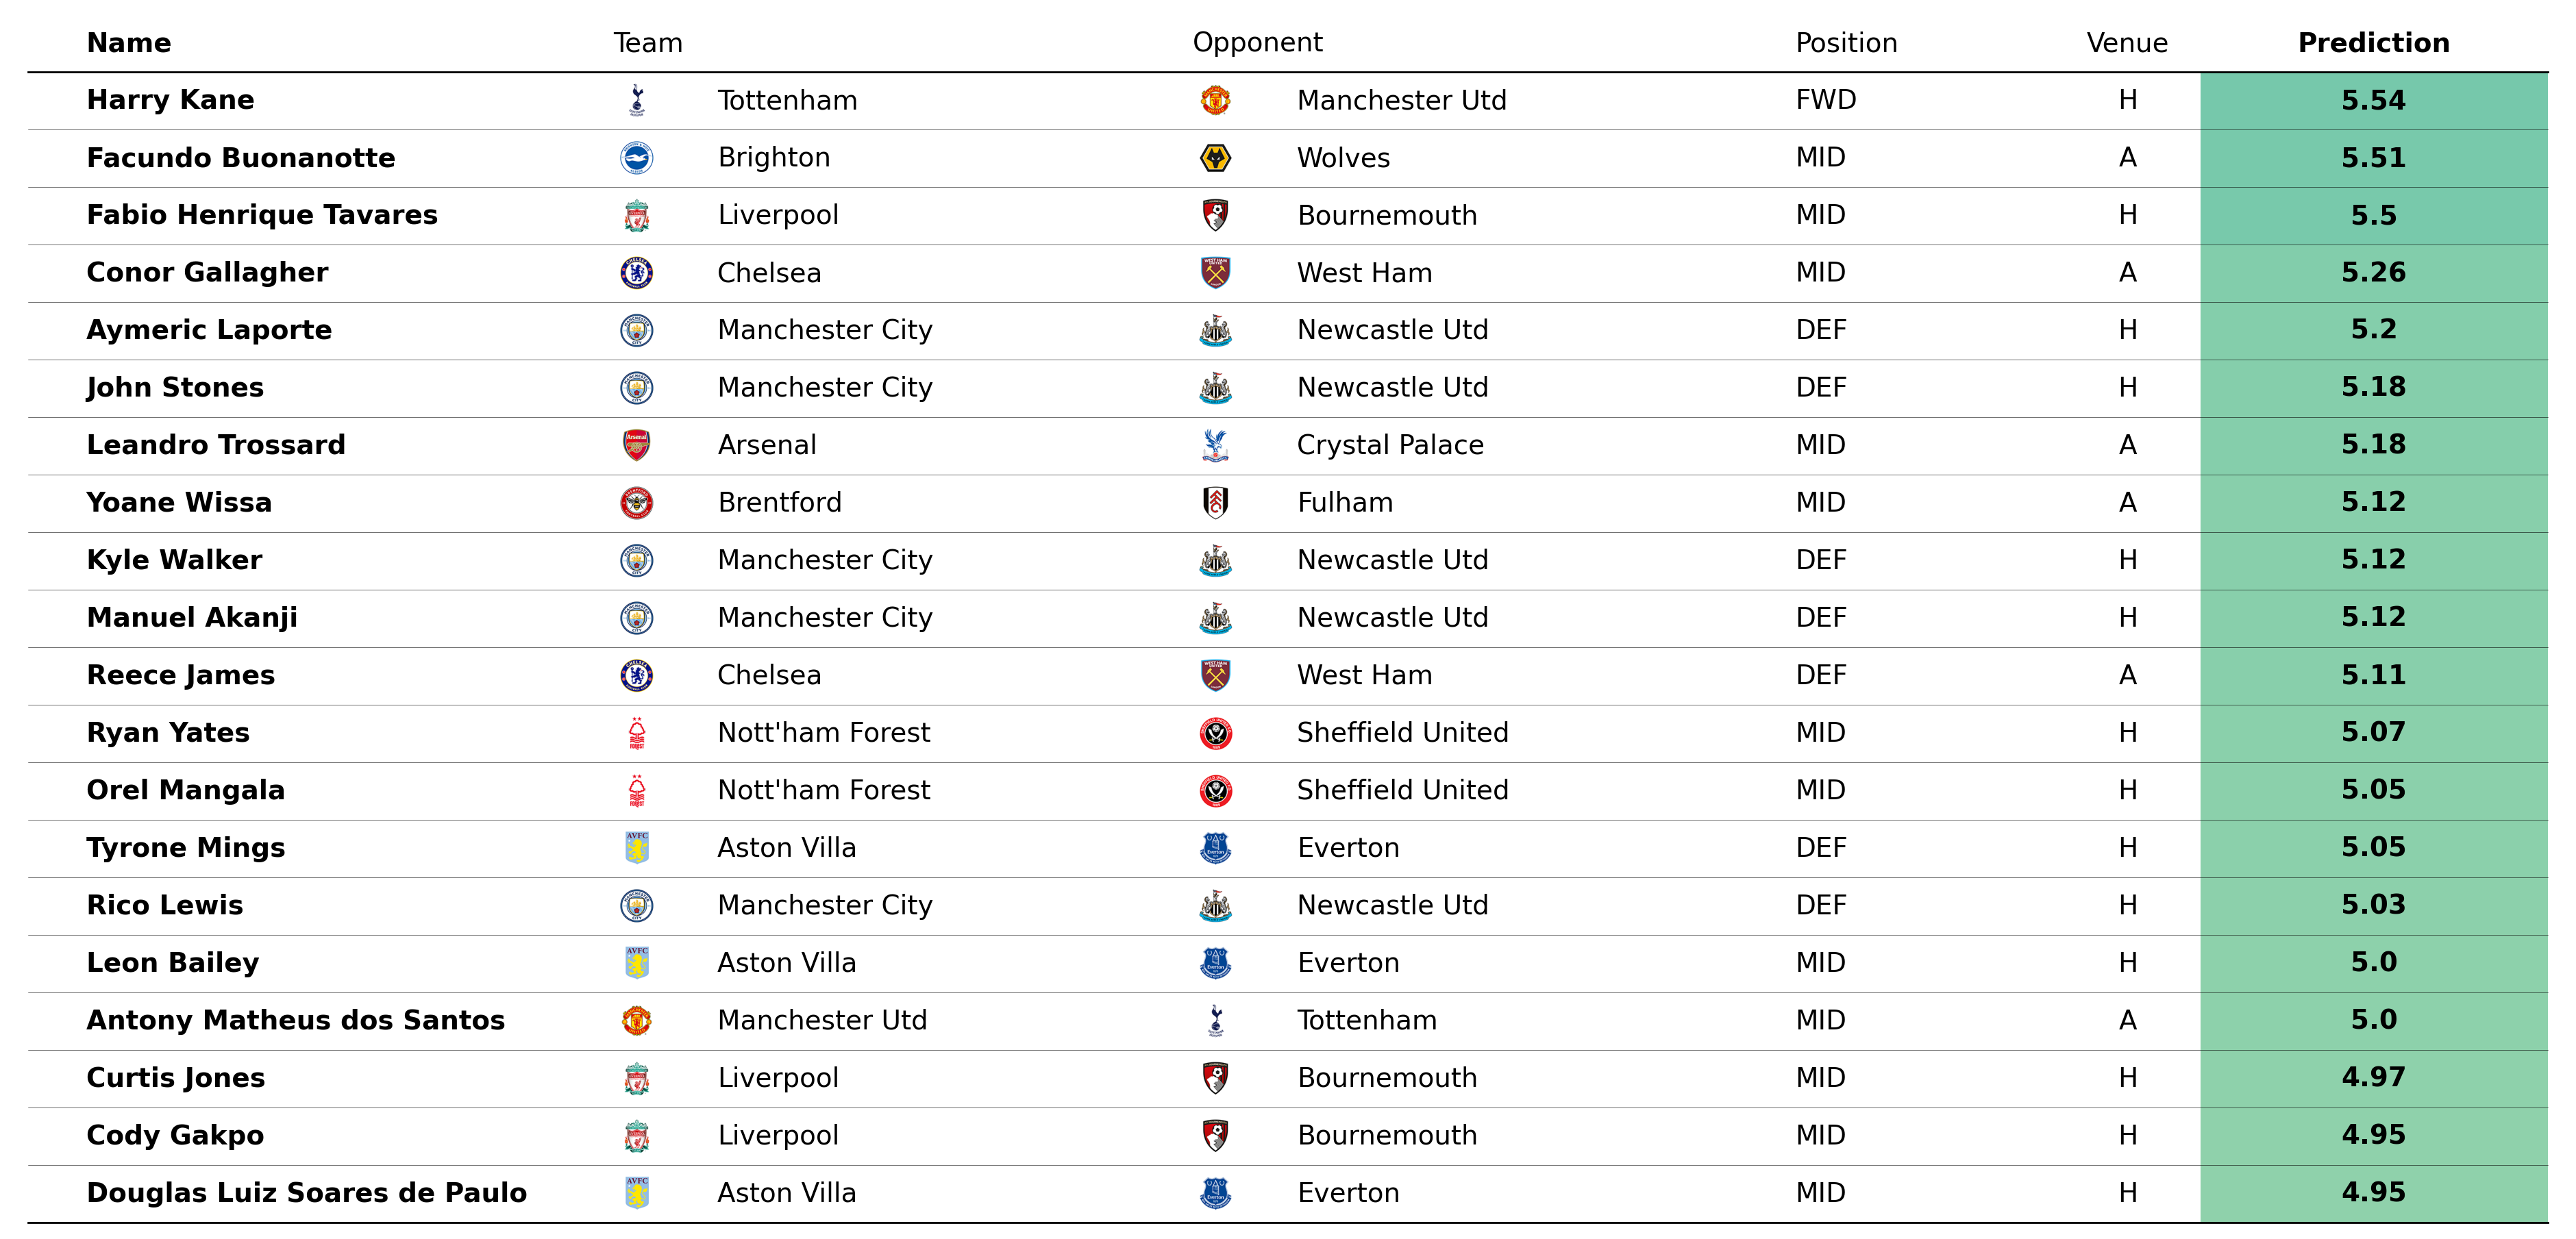 Name Team Opponent Position Venue Prediction
Harry Kane Tottenham Manchester Utd FWD H 5.54
Facundo Buonanotte Brighton Wolves MID A 5.51
Fabio Henrique Tavares Liverpool Bournemouth MID H 5.5
Conor Gallagher Chelsea West Ham MID A 5.26
Aymeric Laporte Manchester City Newcastle Utd DEF H 5.2
John Stones Manchester City Newcastle Utd DEF H 5.18
Leandro Trossard Arsenal Crystal Palace MID A 5.18
Yoane Wissa Brentford Fulham MID A 5.12
Kyle Walker Manchester City Newcastle Utd DEF H 5.12
Manuel Akanji Manchester City Newcastle Utd DEF H 5.12
Reece James Chelsea West Ham DEF A 5.11
Ryan Yates Nott'ham Forest Sheffield United MID H 5.07
Orel Mangala Nott'ham Forest Sheffield United MID H 5.05
Tyrone Mings Aston Villa Everton DEF H 5.05
Rico Lewis Manchester City Newcastle Utd DEF H 5.03
Leon Bailey Aston Villa Everton MID H 5.0
Antony Matheus dos Santos Manchester Utd Tottenham MID A 5.0
Curtis Jones Liverpool Bournemouth MID H 4.97
Cody Gakpo Liverpool Bournemouth MID H 4.95
Douglas Luiz Soares de Paulo Aston Villa Everton MID H 4.95